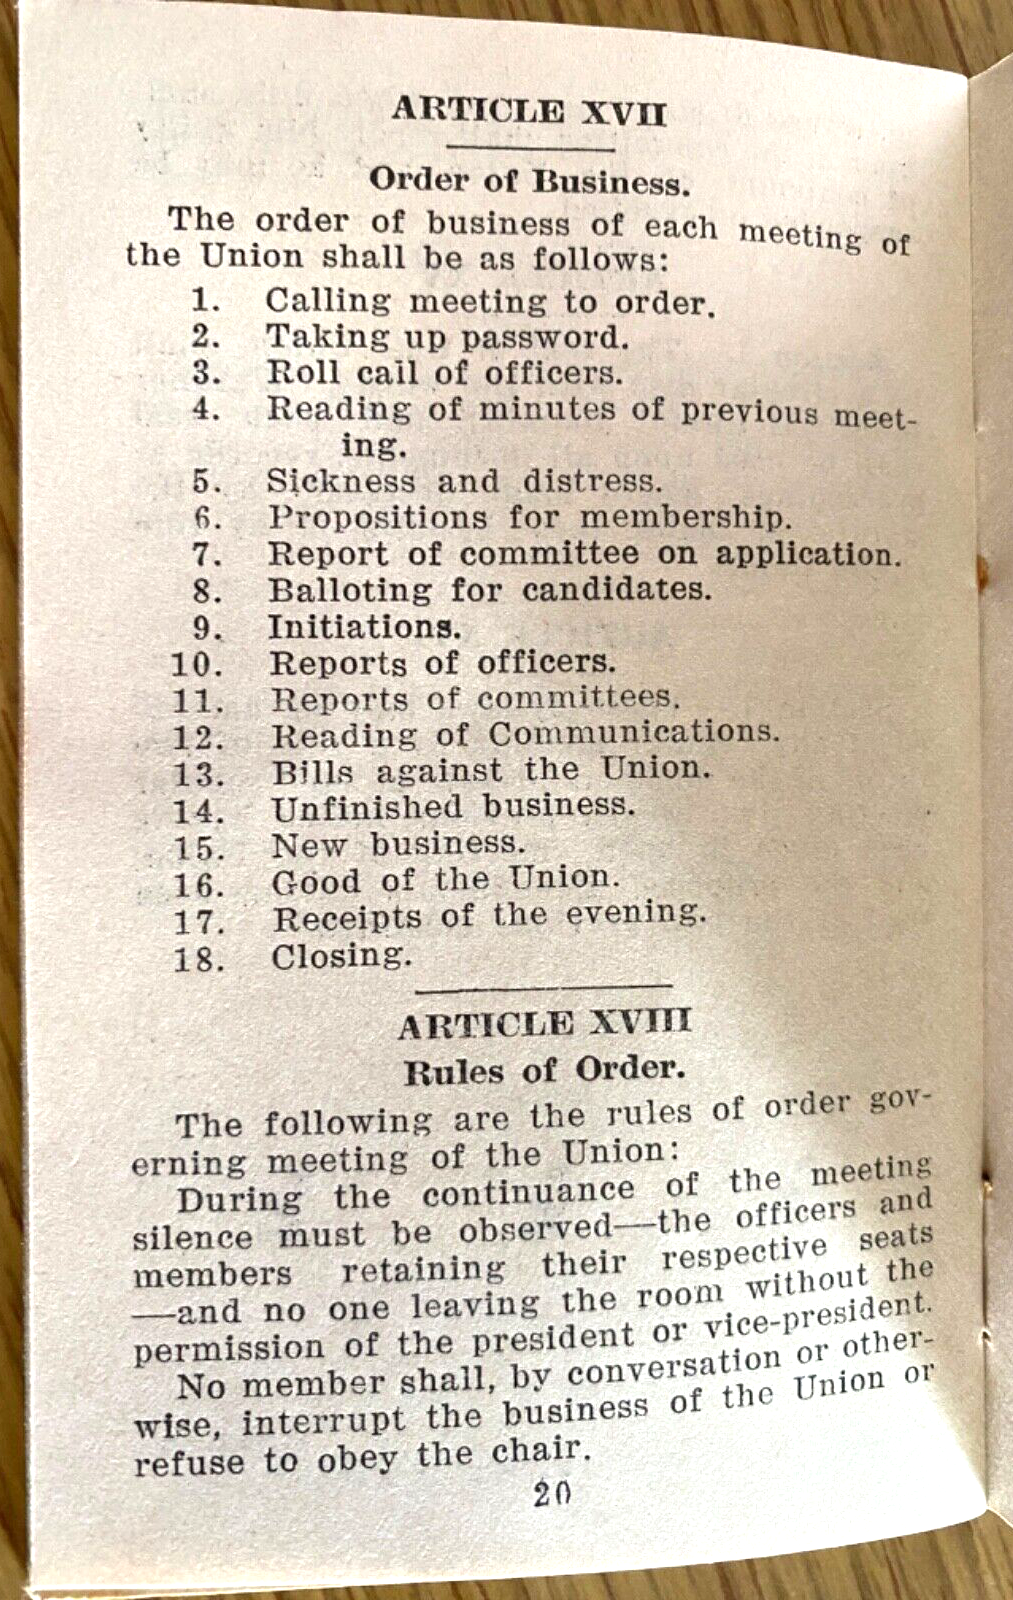 ARTICLE XVII
Order of Business.
The order of business of each meeting of
the Union shall be as follows:
1. Calling meeting to order.
2. Taking up password.
3. Roll call of officers.
4. Reading of minutes of previous meet-
ing.
5. Sickness and distress.
6. Propositions for membership.
7. Report of committee on application.
8. Balloting for candidates.
9. Initiations.
10. Reports of officers.
11. Reports of committees.
12. Reading of Communications.
13. Bills against the Union.
14. Unfinished business.
15. New business.
16. Good of the Union.
17. Receipts of the evening.
18. Closing.
ARTICLE XVIII
Rules of Order.
The following are the rules of order gov-
erning meeting of the Union:
During the continuance of the meeting
silence must be observed—the officers and
members retaining their respective seats
—and no one leaving the room without the
permission of the president or vice-president.
No member shall, by conversation or other-
wise, interrupt the business of the Union or
refuse to obey the chair.
20